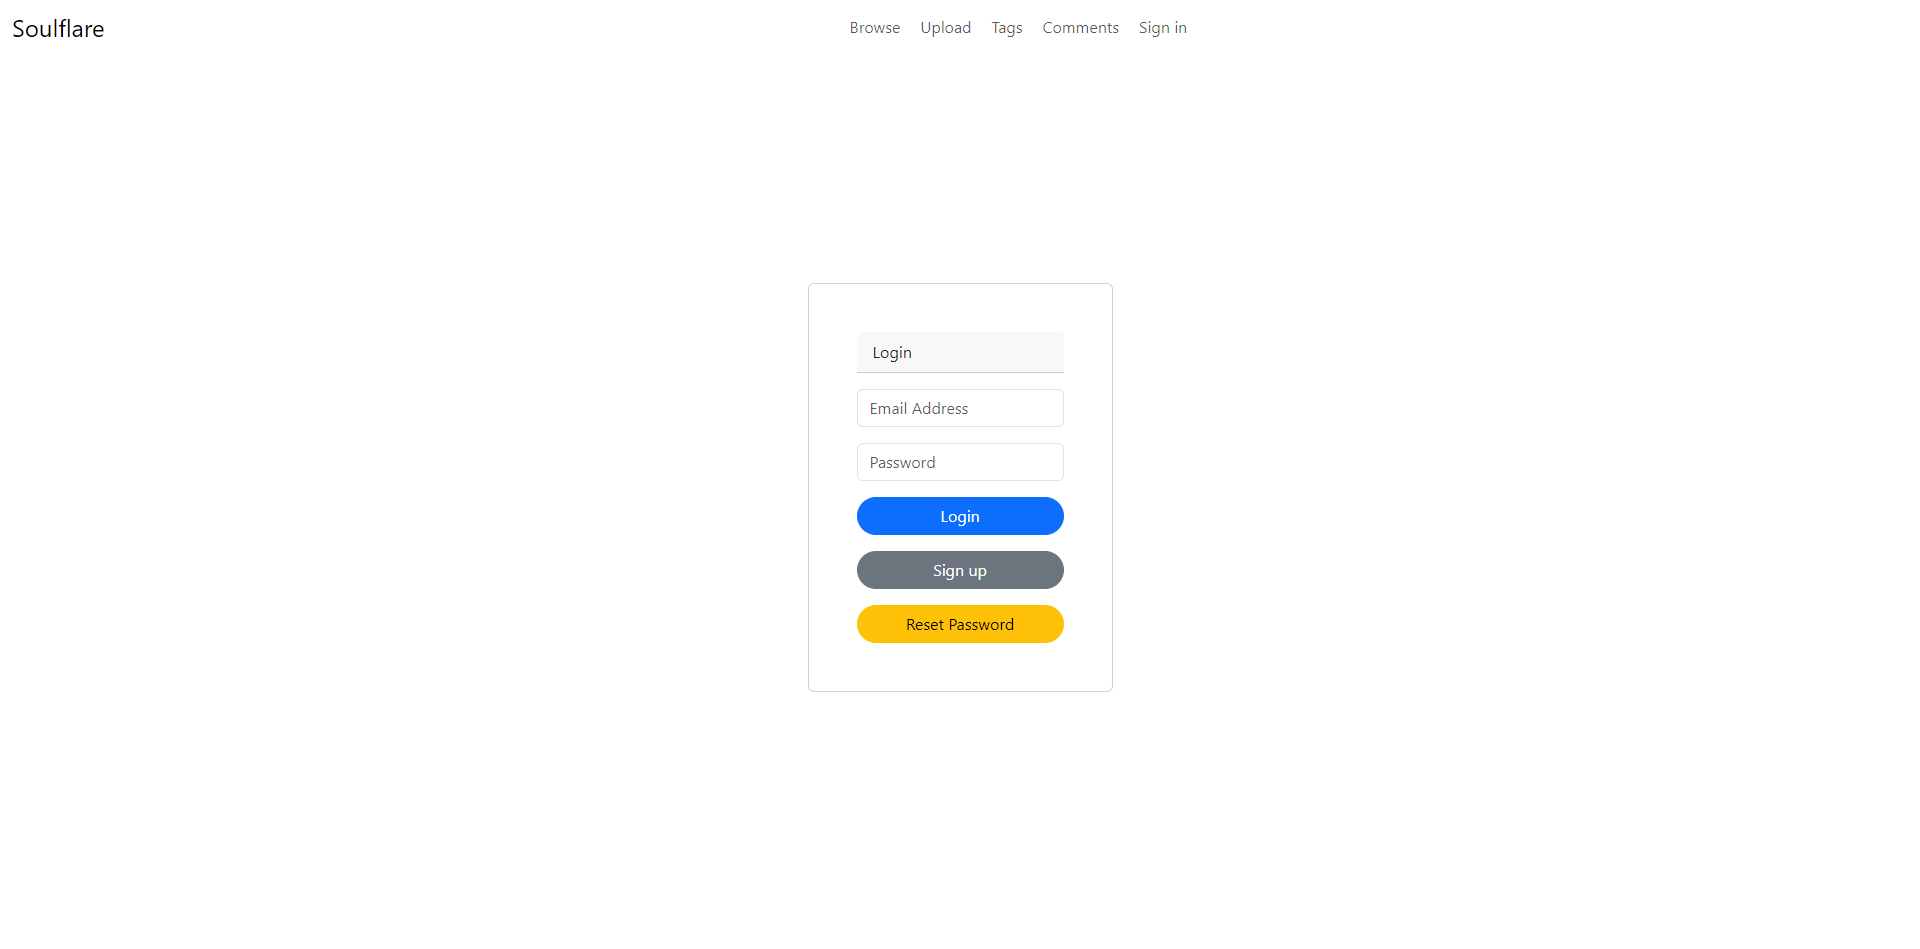 Soulflare Browse Upload Tags Comments Sign in
Login
Email Address
Password
Login
Sign up
Reset Password